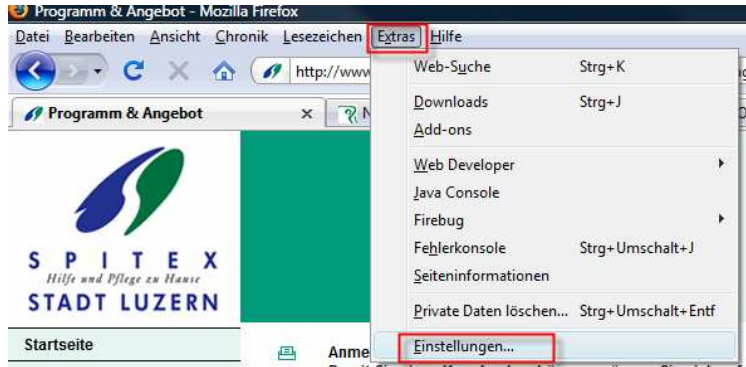 Programm & Angebot - Mozilla Firefox
Datei Bearbeiten Ansicht Chronik Lesezeichen Extras Hilfe
http://www
Programm & Angebot
Web-Suche Strg+K
Downloads Strg+J
Add-ons
Web Developer
Java Console
Firebug
Fehlerkonsole Strg+Umschalt+J
Seiteninformationen
Private Daten löschen... Strg+Umschalt+Entf
Einstellungen...
SPITEX
Hilfe und Pflege zu Hause
STADT LUZERN
Startseite
Anme